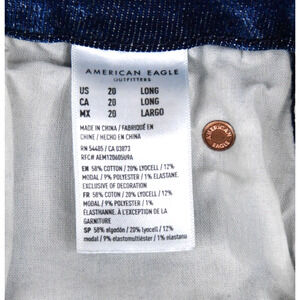 AMERICAN EAGLE
OUTFITTERS
US 20 LONG
CA 20 LONG
MX 20 LARGO
MADE IN CHINA / FABRIQUÉ EN
CHINE / HECHO EN CHINA
RN 54485 / CA 03873
RFC# AEM120605U9A
EN 58% COTTON / 20% LYOCELL / 12%
MODAL / 9% POLYESTER / 1% ELASTANE.
EXCLUSIVE OF DECORATION
FR 58% COTON / 20% LYOCELL / 12%
MODAL / 9% POLYESTER / 1%
ÉLASTHANNE. À L'EXCEPTION DE LA
GARNITURE
SP 58% algodón / 20% lyocell / 12%
modal / 9% elastomultiéster / 1% elastano
AMERICAN
EAGLE